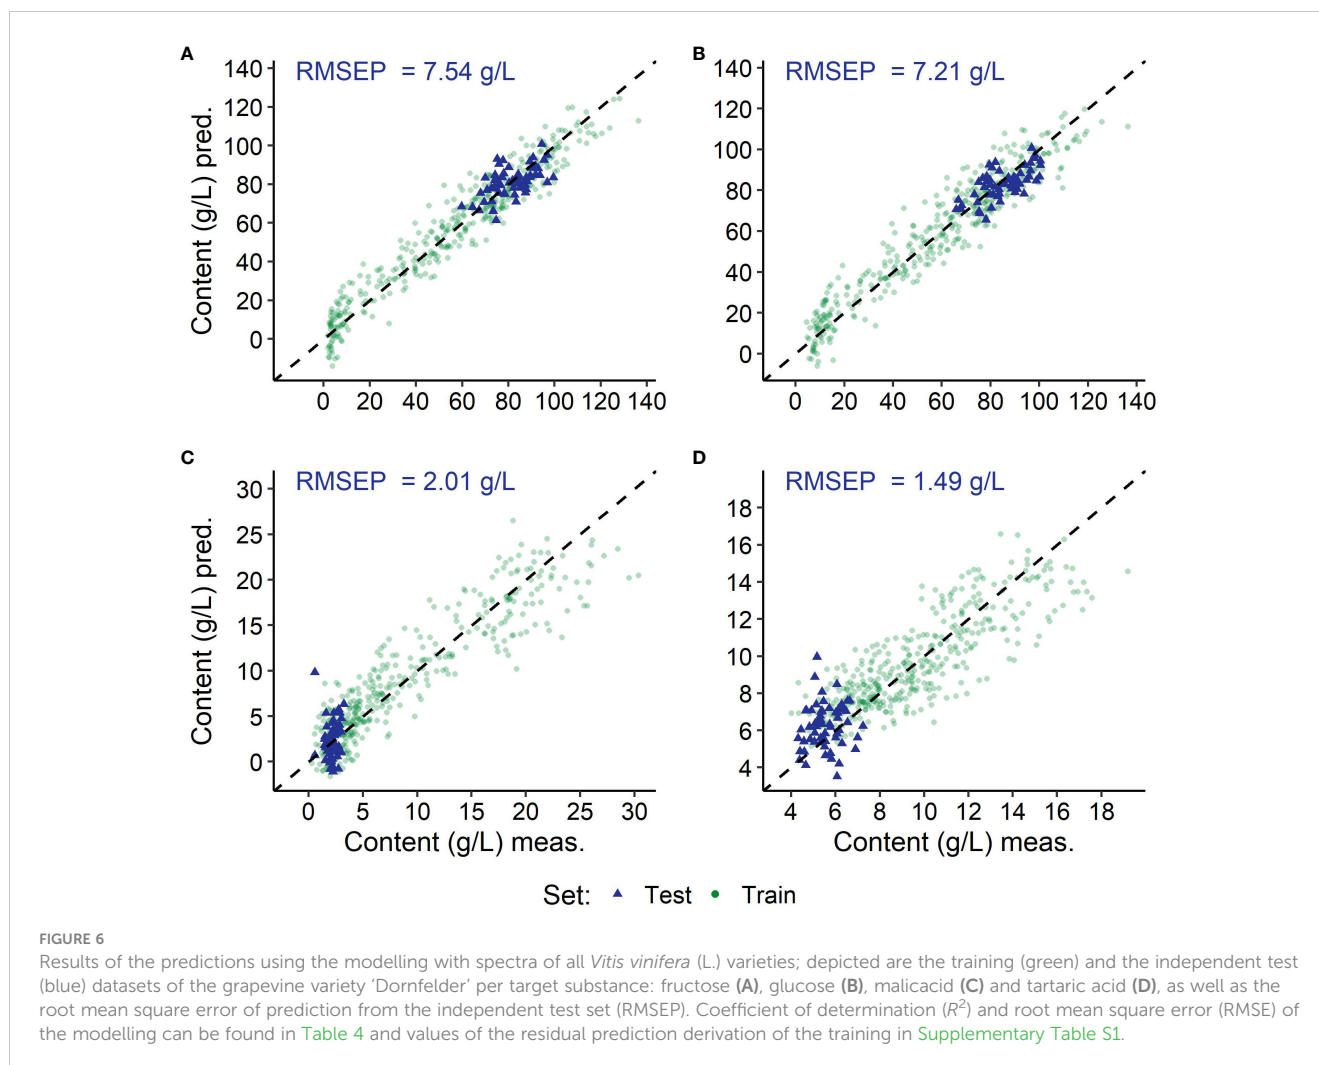 A
RMSEP = 7.54 g/L
Content (g/L) pred.
140
120
100
80
60
40
20
0
0 20 40 60 80 100 120 140
B
RMSEP = 7.21 g/L
140
120
100
80
60
40
20
0
0 20 40 60 80 100 120 140
C
RMSEP = 2.01 g/L
Content (g/L) pred.
30
25
20
15
10
5
0
0 5 10 15 20 25 30
Content (g/L) meas.
D
RMSEP = 1.49 g/L
18
16
14
12
10
8
6
4
4 6 8 10 12 14 16 18
Content (g/L) meas.
Set: Test Train
FIGURE 6
Results of the predictions using the modelling with spectra of all Vitis vinifera (L.) varieties; depicted are the training (green) and the independent test
(blue) datasets of the grapevine variety ‘Dornfelder’ per target substance: fructose (A), glucose (B), malicacid (C) and tartaric acid (D), as well as the
root mean square error of prediction from the independent test set (RMSEP). Coefficient of determination (R²) and root mean square error (RMSE) of
the modelling can be found in Table 4 and values of the residual prediction derivation of the training in Supplementary Table S1.